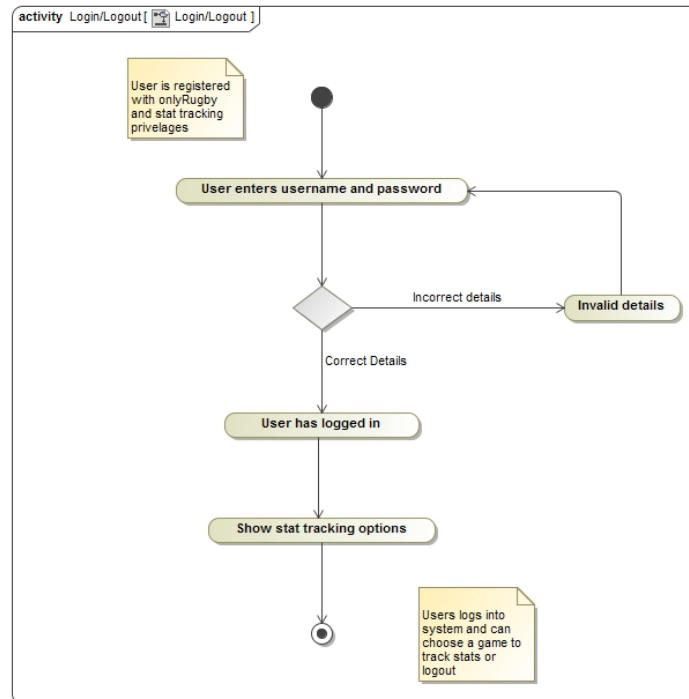 activity Login/Logout [ Login/Logout ]
User is registered
with onlyRugby
and stat tracking
privelages
User enters username and password
Incorrect details
Invalid details
Correct Details
User has logged in
Show stat tracking options
Users logs into
system and can
choose a game to
track stats or
logout